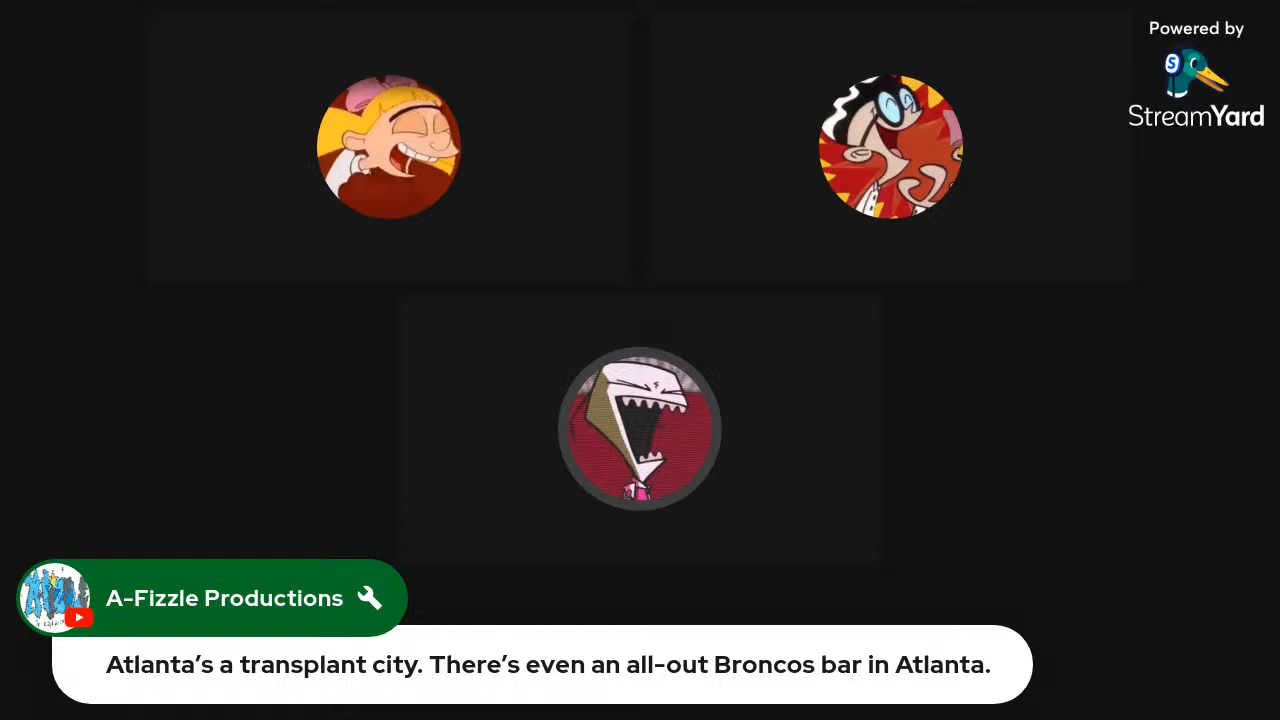 Powered by
StreamYard
A-Fizzle Productions
Atlanta’s a transplant city. There’s even an all-out Broncos bar in Atlanta.